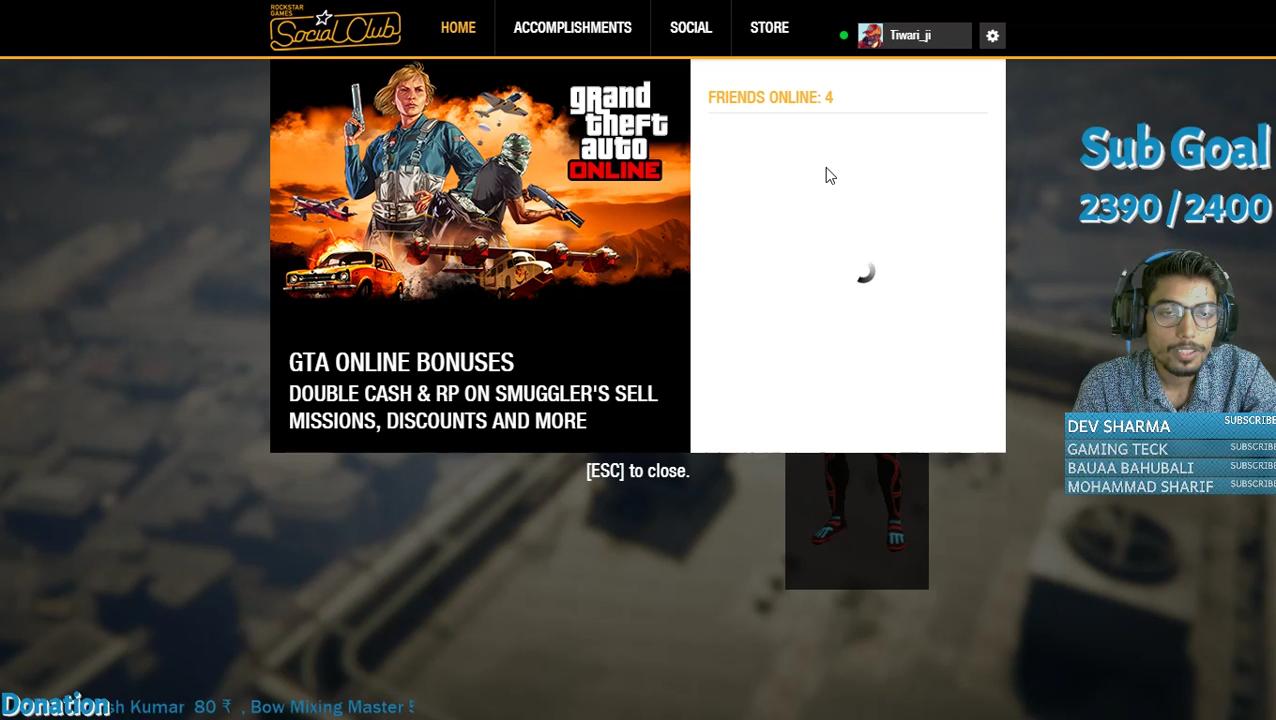 ROCKSTAR
GAMES
Social Club
HOME
ACCOMPLISHMENTS
SOCIAL
STORE
Tiwari_ji
grand
theft
auto
ONLINE
FRIENDS ONLINE: 4
GTA ONLINE BONUSES
DOUBLE CASH & RP ON SMUGGLER'S SELL
MISSIONS, DISCOUNTS AND MORE
[ESC] to close.
Sub Goal
2390 / 2400
DEV SHARMA SUBSCRIBE
GAMING TECK SUBSCRIBE
BAUAA BAHUBALI SUBSCRIBE
MOHAMMAD SHARIF SUBSCRIBE
Donation
sh Kumar 80 ₹ , Bow Mixing Master